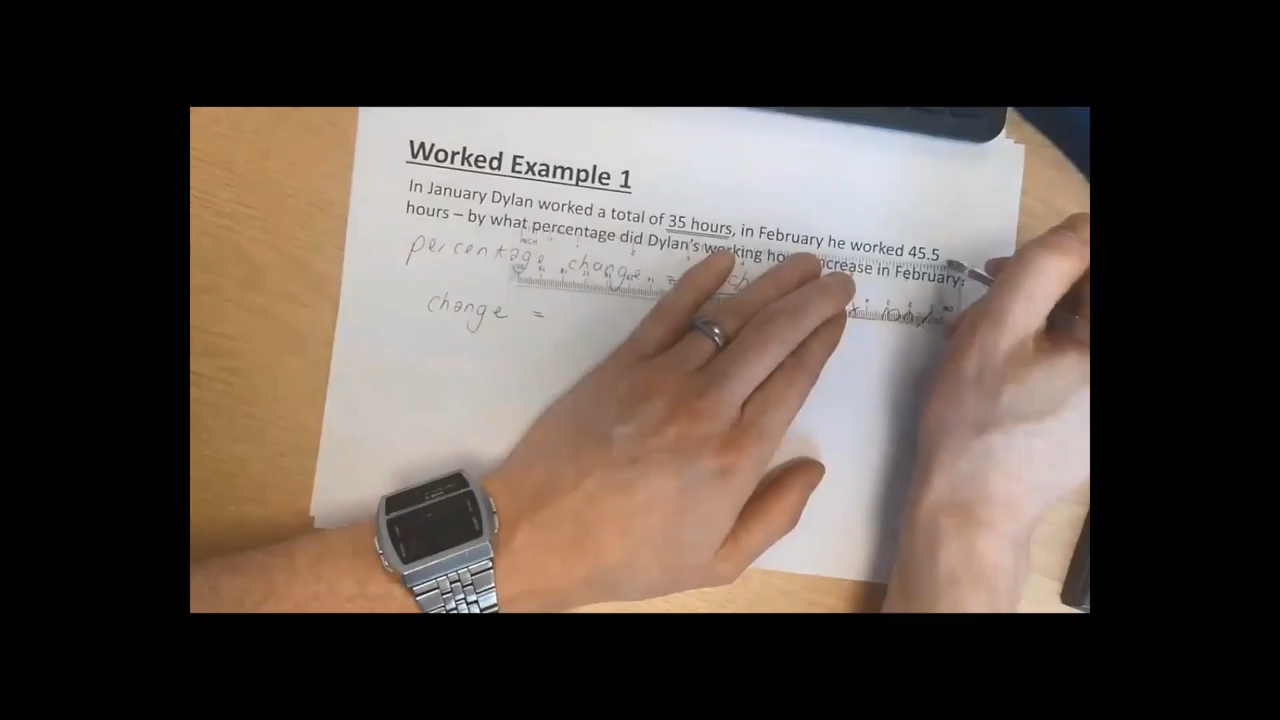 Worked Example 1
In January Dylan worked a total of 35 hours, in February he worked 45.5
hours – by what percentage did Dylan's working increase in February?
percentage change =
change =